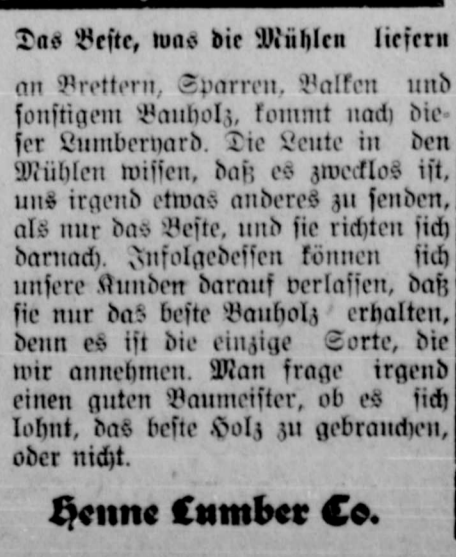 Das Beste, was die Mühlen liefern
an Brettern, Sparren, Balken und
sonstigem Bauholz, kommt nach die-
ser Lumberyard. Die Leute in den
Mühlen wissen, daß es zwecklos ist,
uns irgend etwas anderes zu senden,
als nur das Beste, und sie richten sich
darnach. Infolgedessen können sich
unsere Kunden darauf verlassen, daß
sie nur das beste Bauholz erhalten,
denn es ist die einzige Sorte, die
wir annehmen. Man frage irgend
einen guten Baumeister, ob es sich
lohnt, das beste Holz zu gebrauchen,
oder nicht.
Henne Lumber Co.